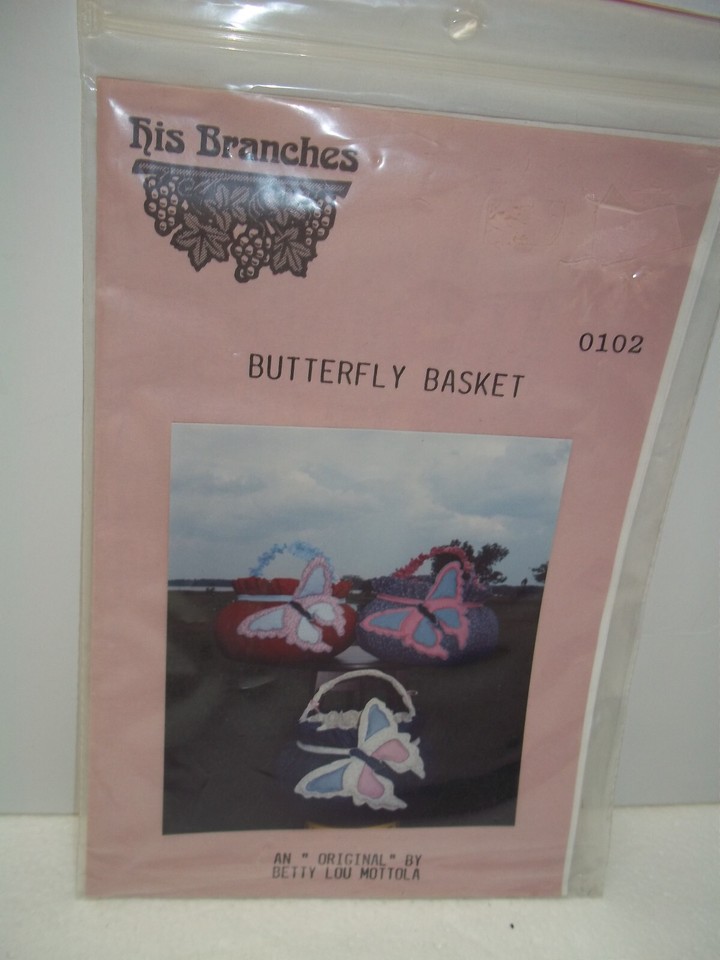 His Branches
0102
BUTTERFLY BASKET
AN " ORIGINAL" BY
BETTY LOU MOTTOLA